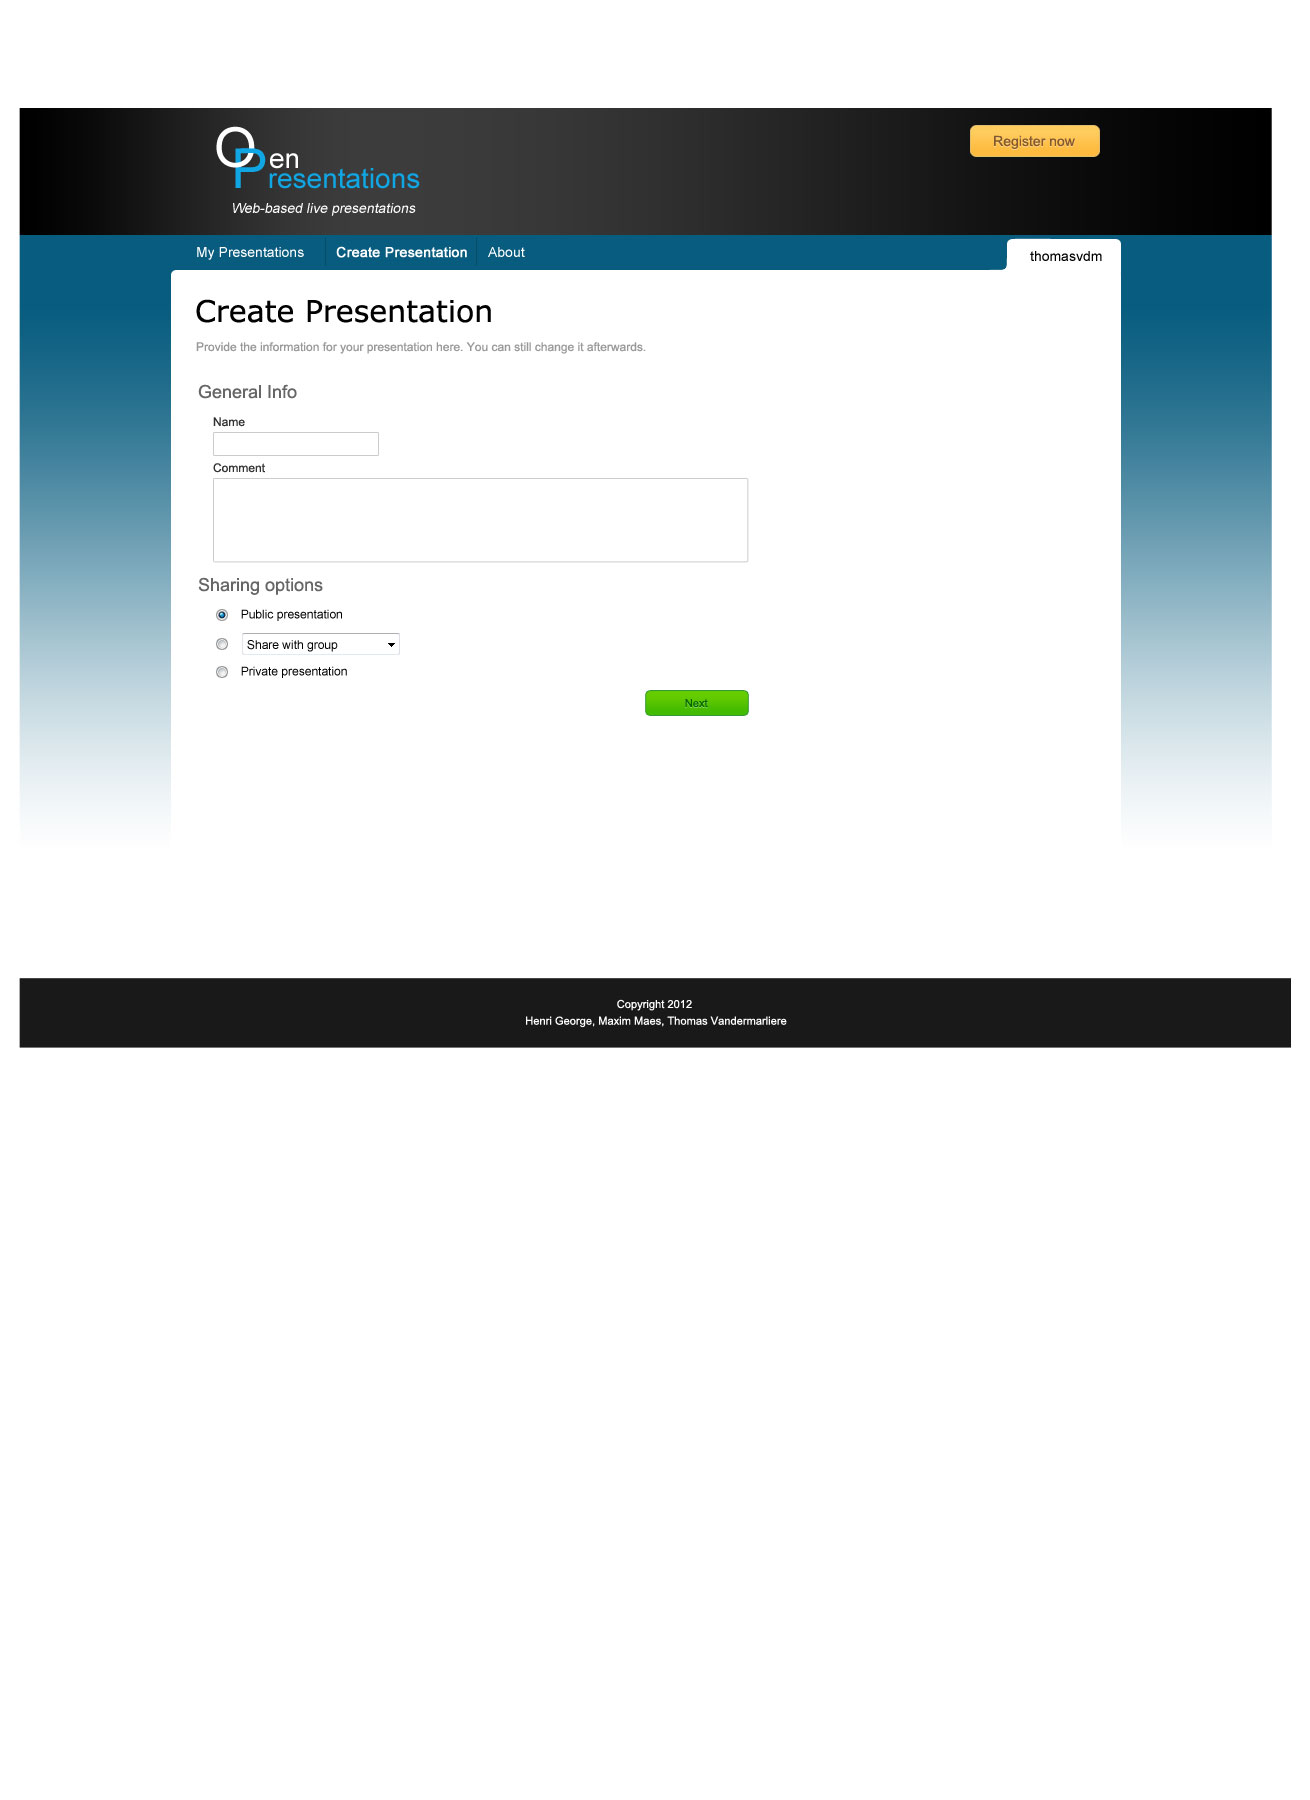 Open
Presentations
Web-based live presentations
Register now
My Presentations
Create Presentation
About
thomasvdm
Create Presentation
Provide the information for your presentation here. You can still change it afterwards.
General Info
Name
Comment
Sharing options
Public presentation
Share with group
Private presentation
Next
Copyright 2012
Henri George, Maxim Maes, Thomas Vandermarliere